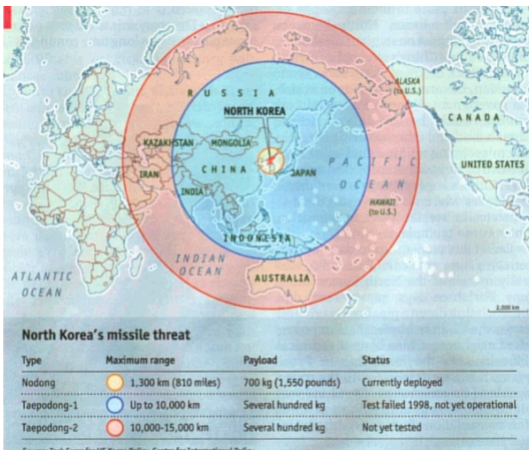 RUSSIA
ALASKA
(to U.S.)
CANADA
NORTH KOREA
KAZAKHSTAN
MONGOLIA
PACIFIC
OCEAN
UNITED STATES
IRAN
CHINA
JAPAN
INDIA
HAWAII
(to U.S.)
INDONESIA
INDIAN
OCEAN
ATLANTIC
OCEAN
AUSTRALIA
2,000 km
North Korea's missile threat
Type Maximum range Payload Status
Nodong 1,300 km (810 miles) 700 kg (1,550 pounds) Currently deployed
Taepodong-1 Up to 10,000 km Several hundred kg Test failed 1998, not yet operational
Taepodong-2 10,000-15,000 km Several hundred kg Not yet tested